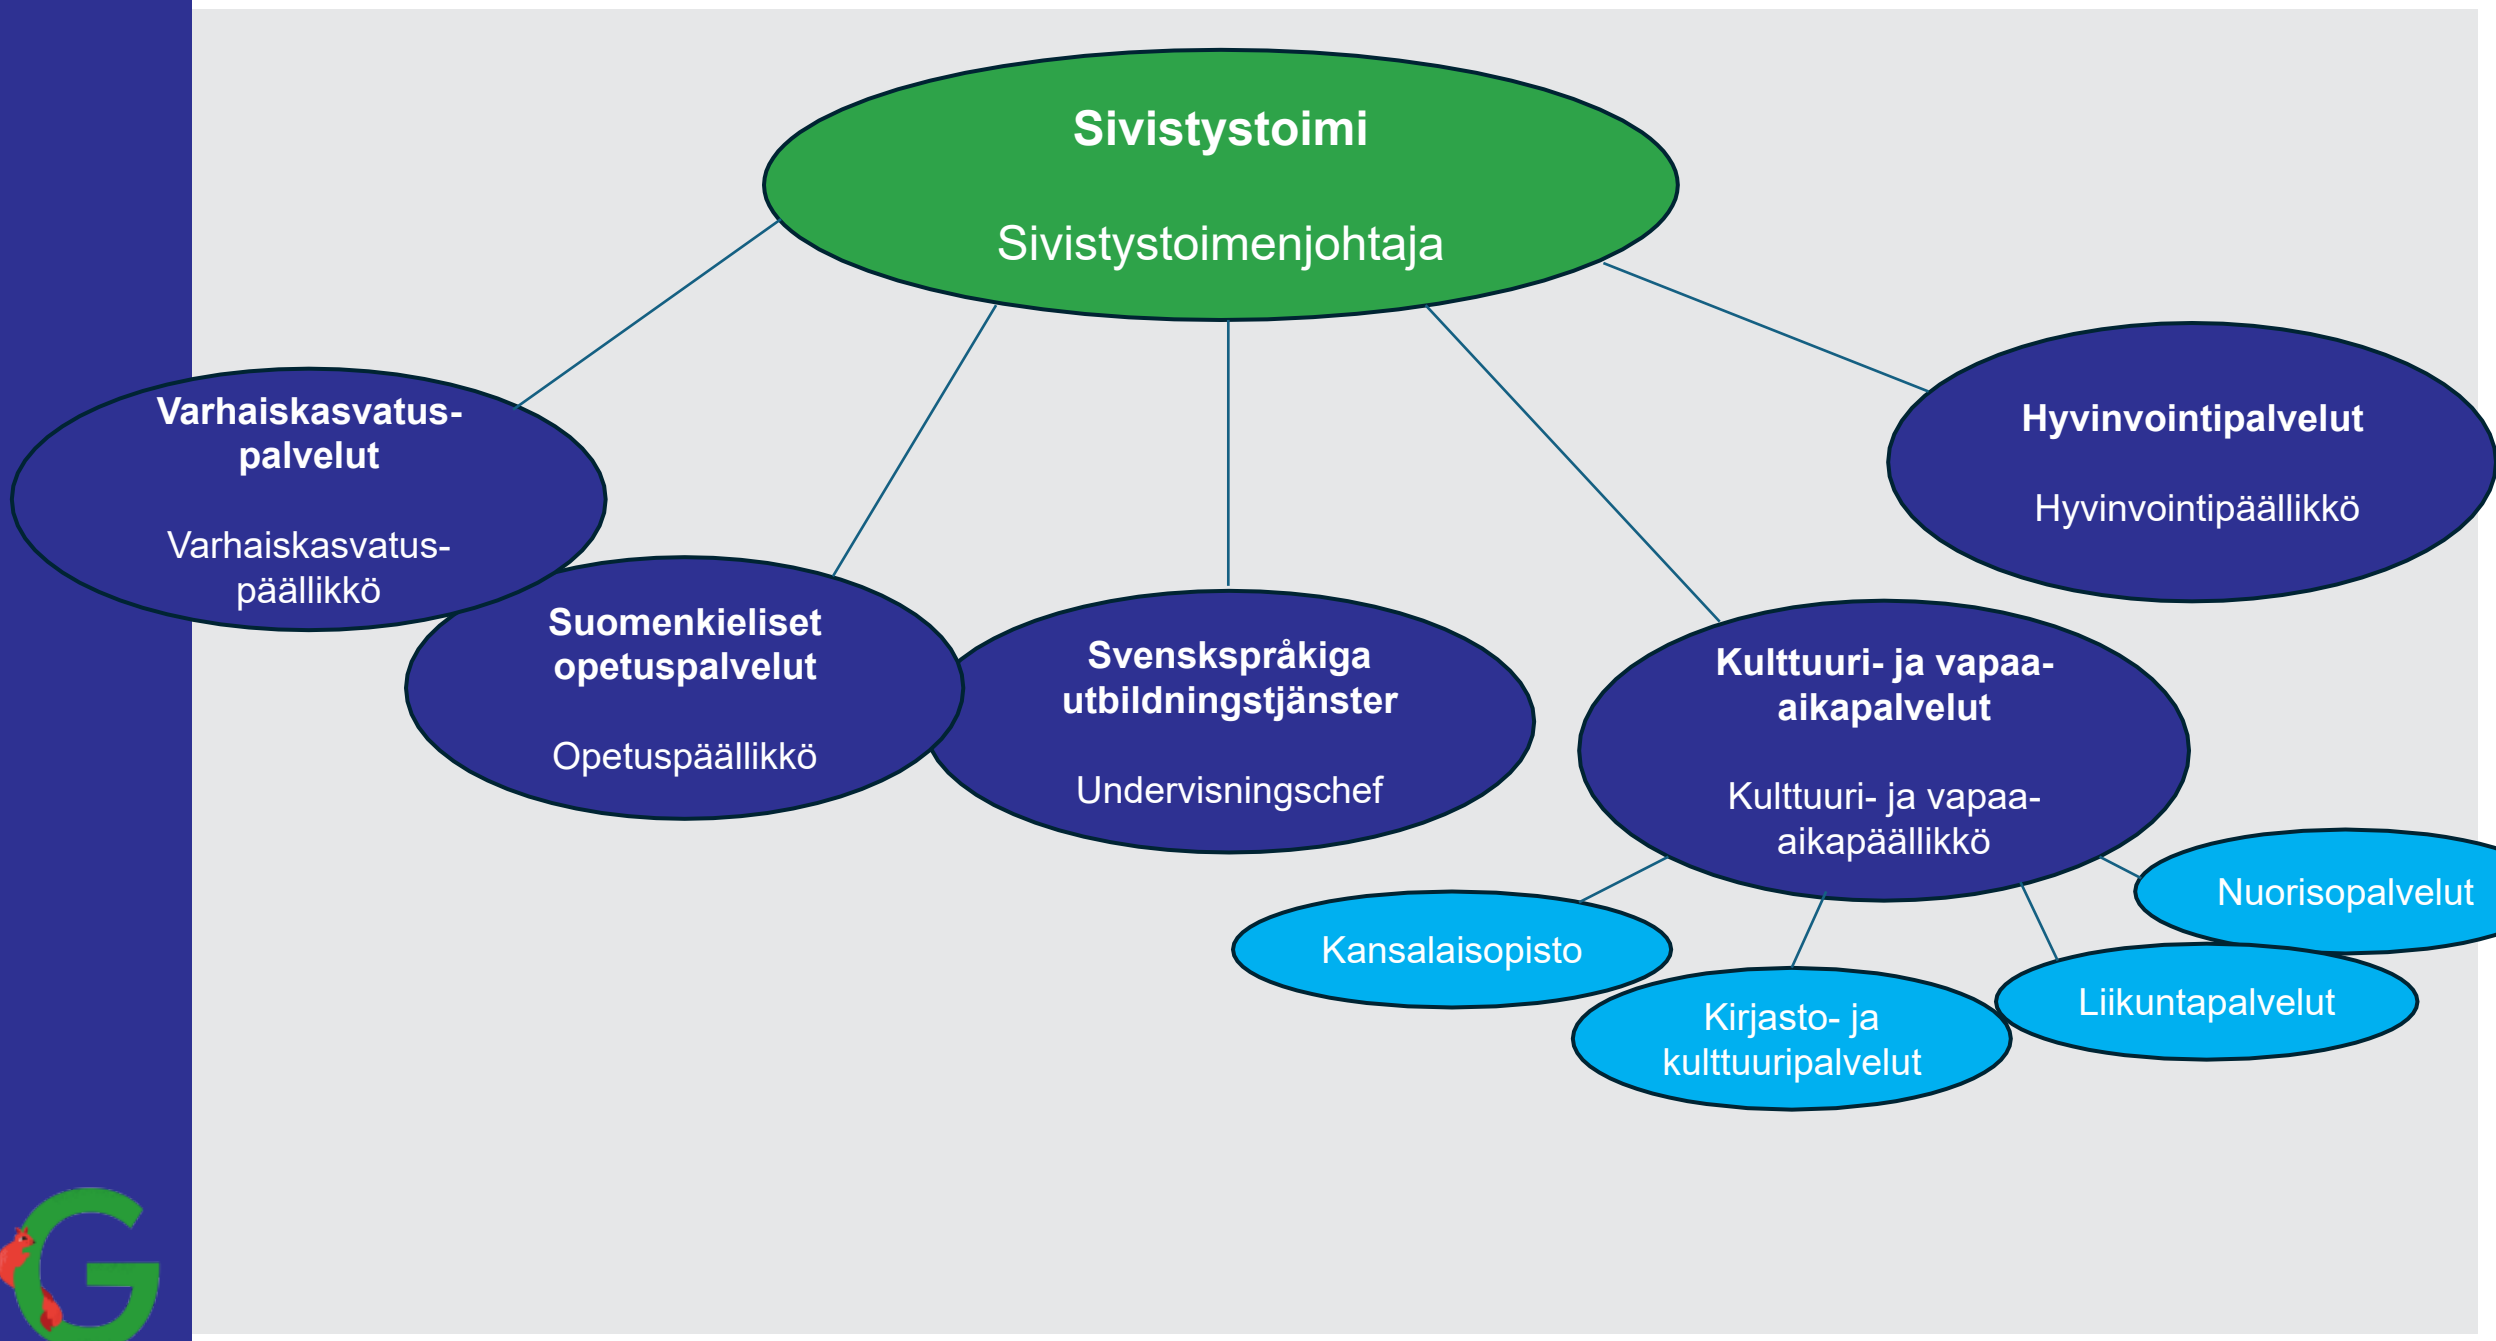 Sivistystoimi
Sivistystoimenjohtaja
Varhaiskasvatus-
palvelut
Varhaiskasvatus-
päällikkö
Suomenkieliset
opetuspalvelut
Opetuspäällikkö
Svenskspråkiga
utbildningstjänster
Undervisningschef
Kulttuuri- ja vapaa-
aikapalvelut
Kulttuuri- ja vapaa-
aikapäällikkö
Hyvinvointipalvelut
Hyvinvointipäällikkö
Kansalaisopisto
Kirjasto- ja
kulttuuripalvelut
Liikuntapalvelut
Nuorisopalvelut
G